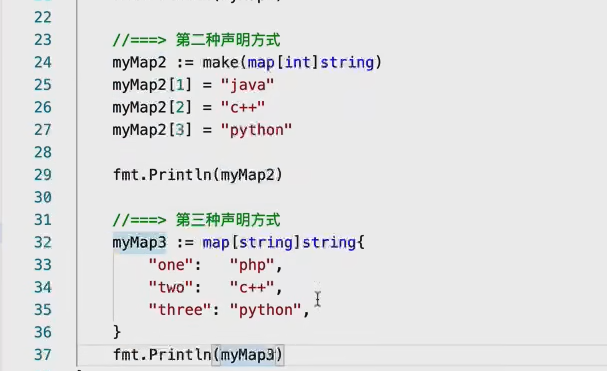 22
23 //===> 第二种声明方式
24 myMap2 := make(map[int]string)
25 myMap2[1] = "java"
26 myMap2[2] = "c++"
27 myMap2[3] = "python"
28
29 fmt.Println(myMap2)
30
31 //===> 第三种声明方式
32 myMap3 := map[string]string{
33 "one":   "php",
34 "two":   "c++",
35 "three": "python",
36 }
37 fmt.Println(myMap3)